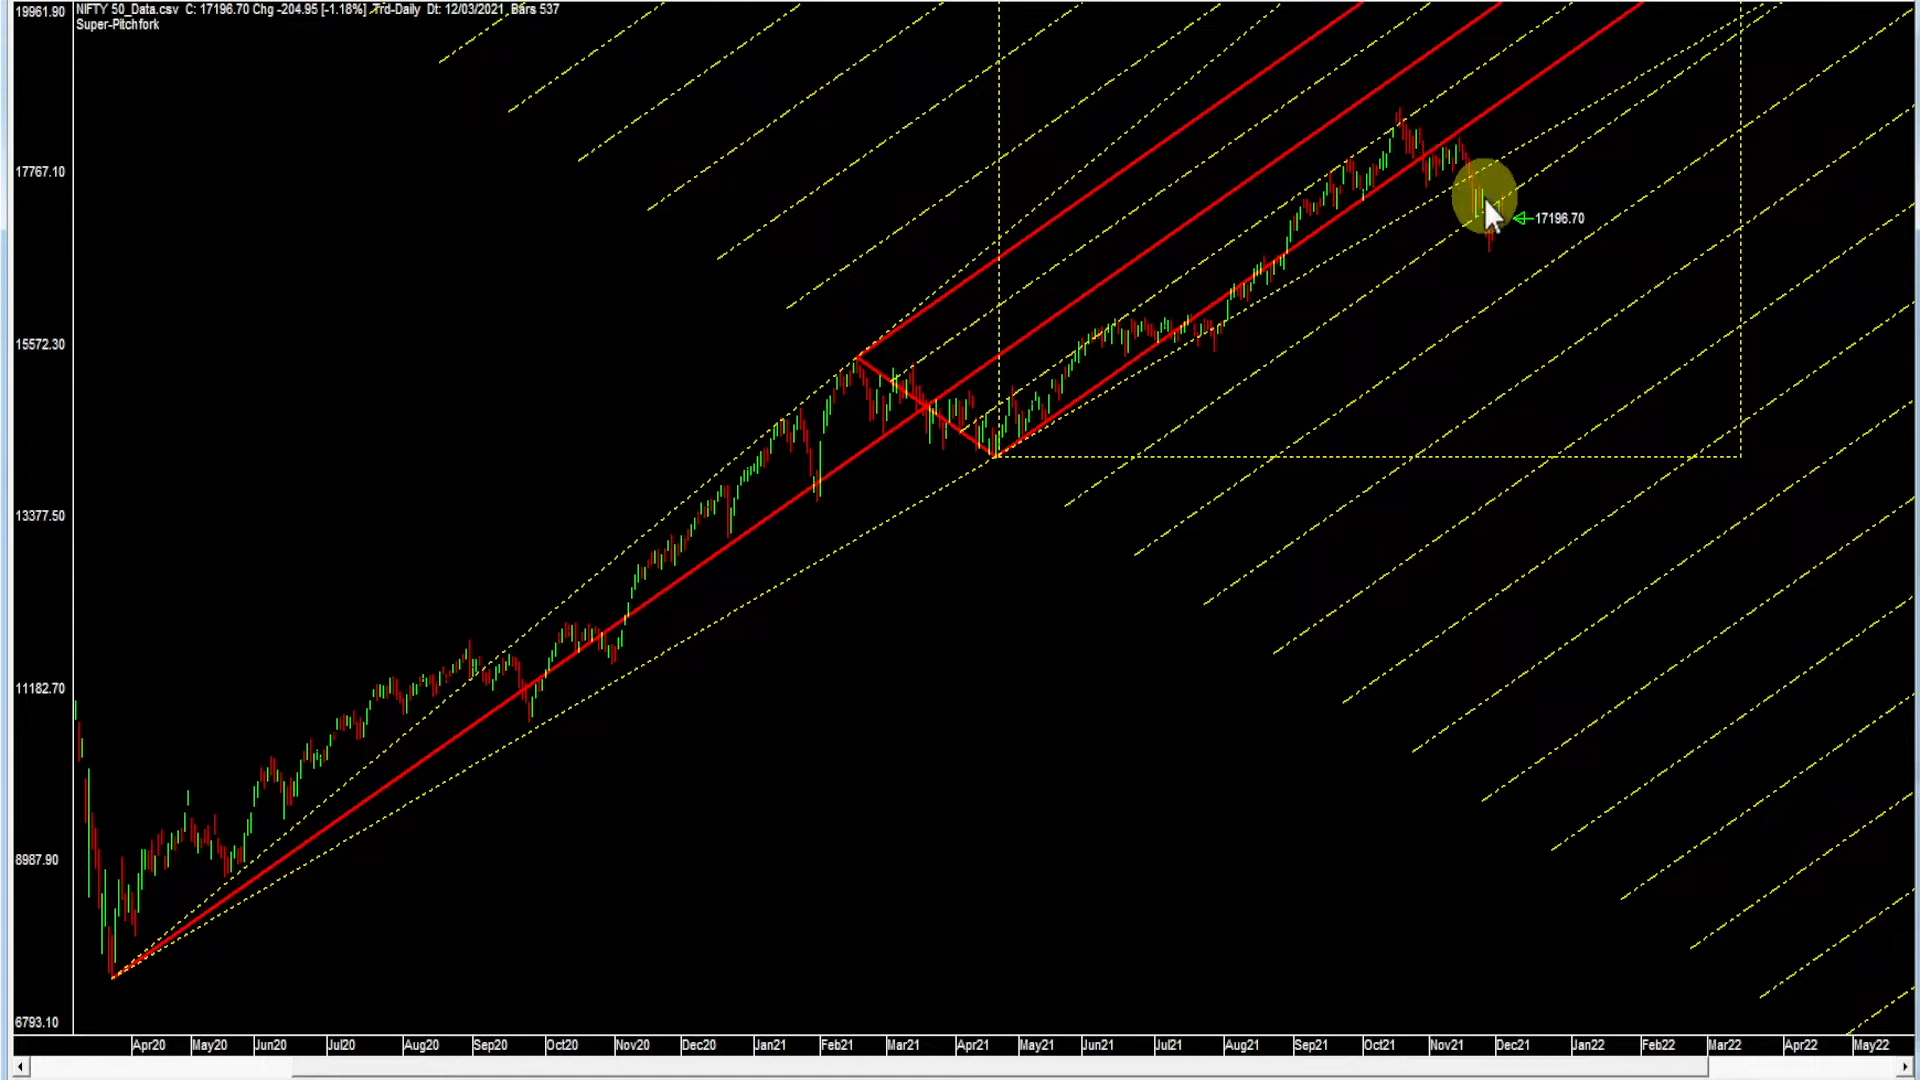 19961.90
NIFTY 50_Data.csv C: 17196.70 Chg -204.95 [-1.18%] Trd-Daily Dt: 12/03/2021 Bars 537
Super-Pitchfork
17767.10
17196.70
15572.30
13377.50
11182.70
8987.90
6793.10
Apr20 May20 Jun20 Jul20 Aug20 Sep20 Oct20 Nov20 Dec20 Jan21 Feb21 Mar21 Apr21 May21 Jun21 Jul21 Aug21 Sep21 Oct21 Nov21 Dec21 Jan22 Feb22 Mar22 Apr22 May22